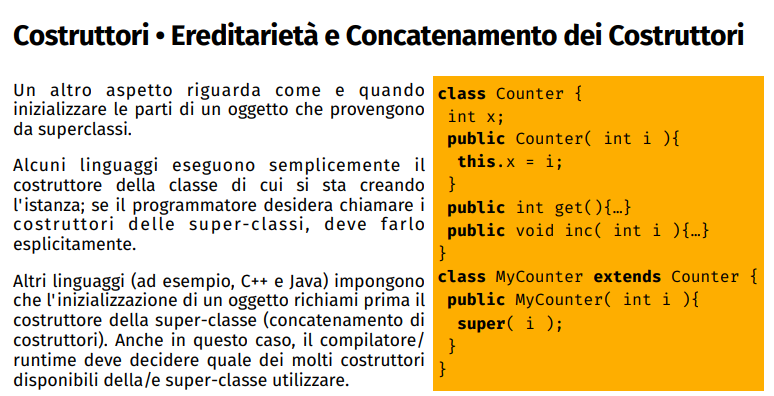 Costruttori • Ereditarietà e Concatenamento dei Costruttori
Un altro aspetto riguarda come e quando
inizializzare le parti di un oggetto che provengono
da superclassi.
Alcuni linguaggi eseguono semplicemente il
costruttore della classe di cui si sta creando
l'istanza; se il programmatore desidera chiamare i
costruttori delle super-classi, deve farlo
esplicitamente.
Altri linguaggi (ad esempio, C++ e Java) impongono
che l'inizializzazione di un oggetto richiami prima il
costruttore della super-classe (concatenamento di
costruttori). Anche in questo caso, il compilatore/
runtime deve decidere quale dei molti costruttori
disponibili della/e super-classe utilizzare.
class Counter {
 int x;
 public Counter( int i ){
  this.x = i;
 }
 public int get(){…}
 public void inc( int i ){…}
}
class MyCounter extends Counter {
 public MyCounter( int i ){
  super( i );
 }
}